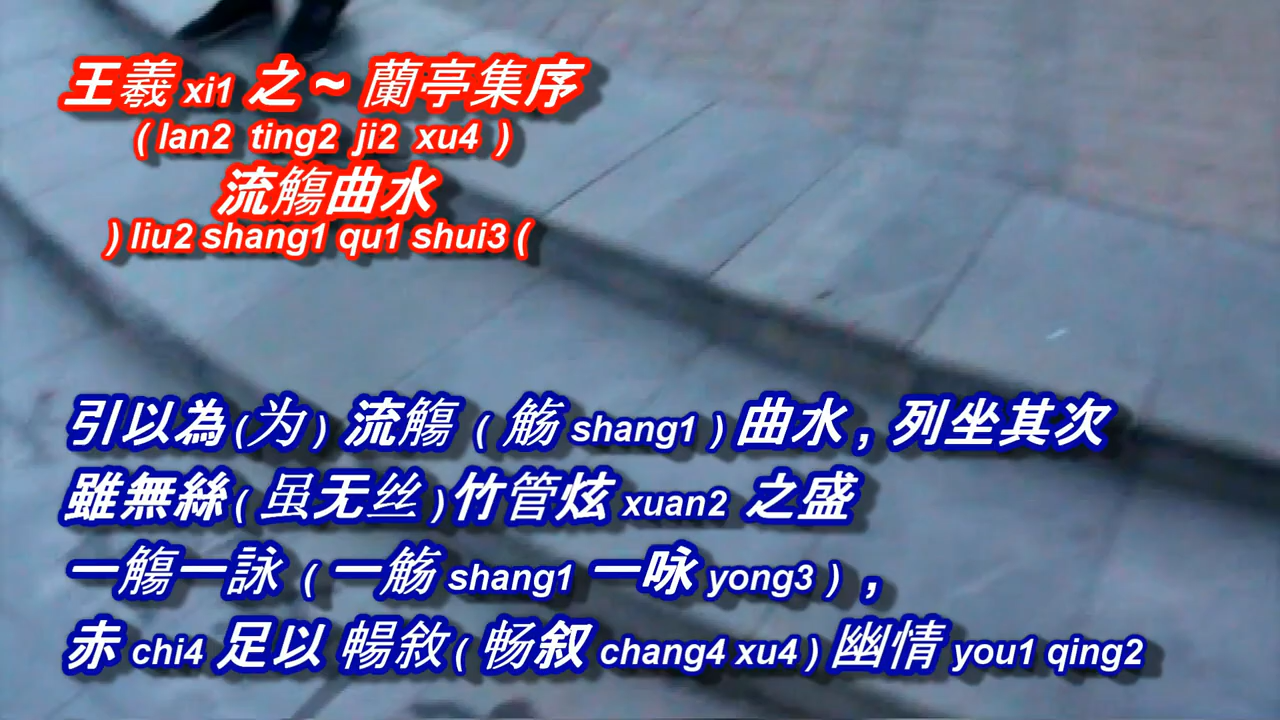 王羲 xi1 之 ~ 蘭亭集序
( lan2 ting2 ji2 xu4 )
流觴曲水
) liu2 shang1 qu1 shui3 (
引以為 (为) 流觴 ( 觞 shang1 ) 曲水 , 列坐其次
雖無絲 ( 虽无丝 ) 竹管炫 xuan2 之盛
一觴一詠 ( 一觞 shang1 一咏 yong3 ) ,
赤 chi4 足以 暢敘 ( 畅叙 chang4 xu4 ) 幽情 you1 qing2